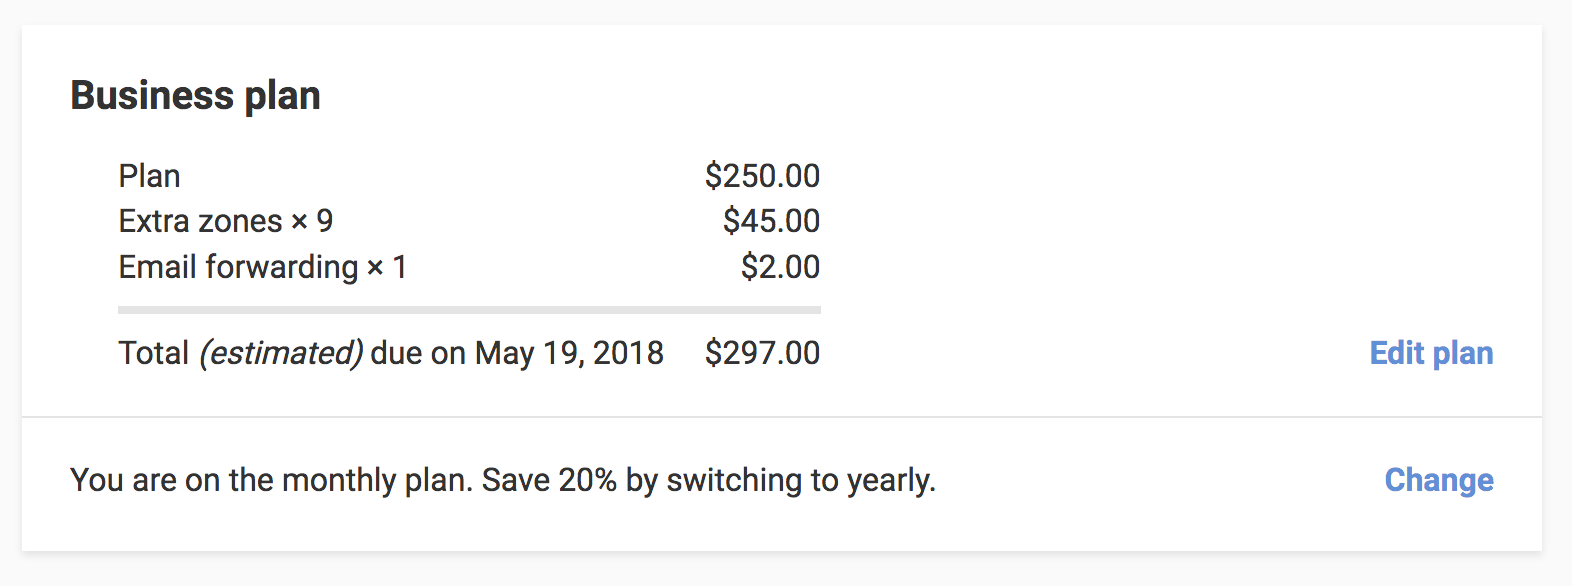 Business plan
Plan $250.00
Extra zones × 9 $45.00
Email forwarding × 1 $2.00
Total (estimated) due on May 19, 2018 $297.00
Edit plan
You are on the monthly plan. Save 20% by switching to yearly.
Change